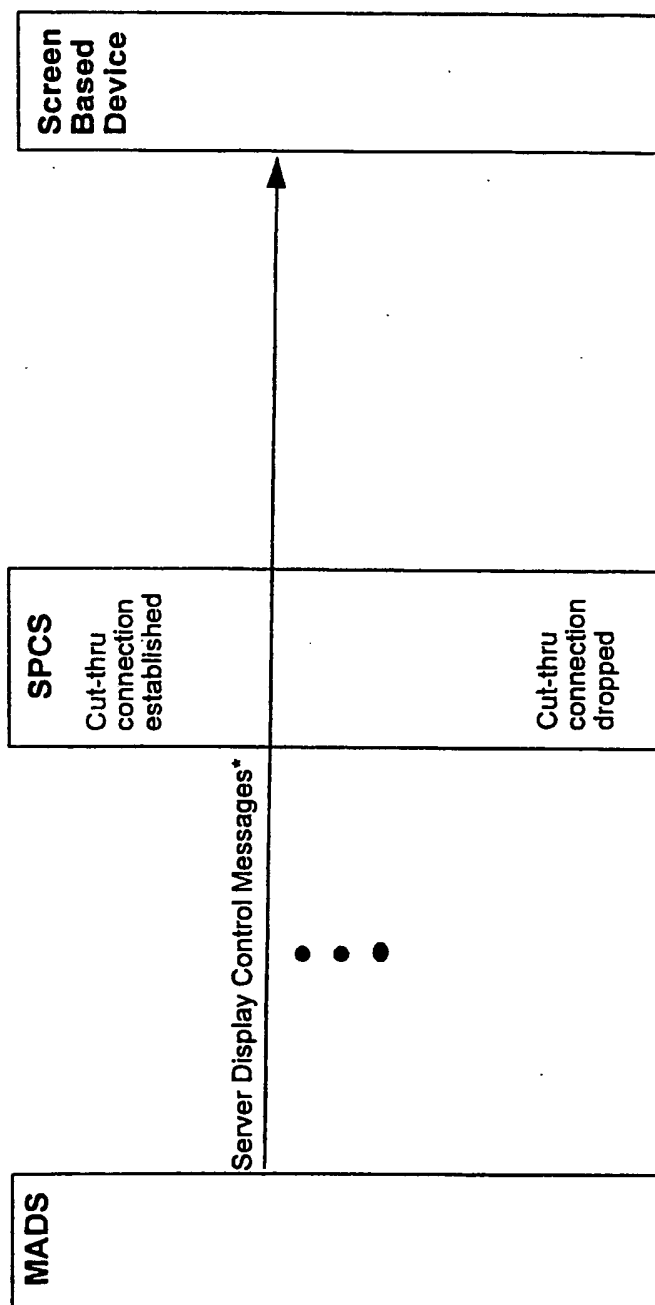 MADS
SPCS
Screen
Based
Device
Cut-thru
connection
established
Server Display Control Messages*
Cut-thru
connection
dropped